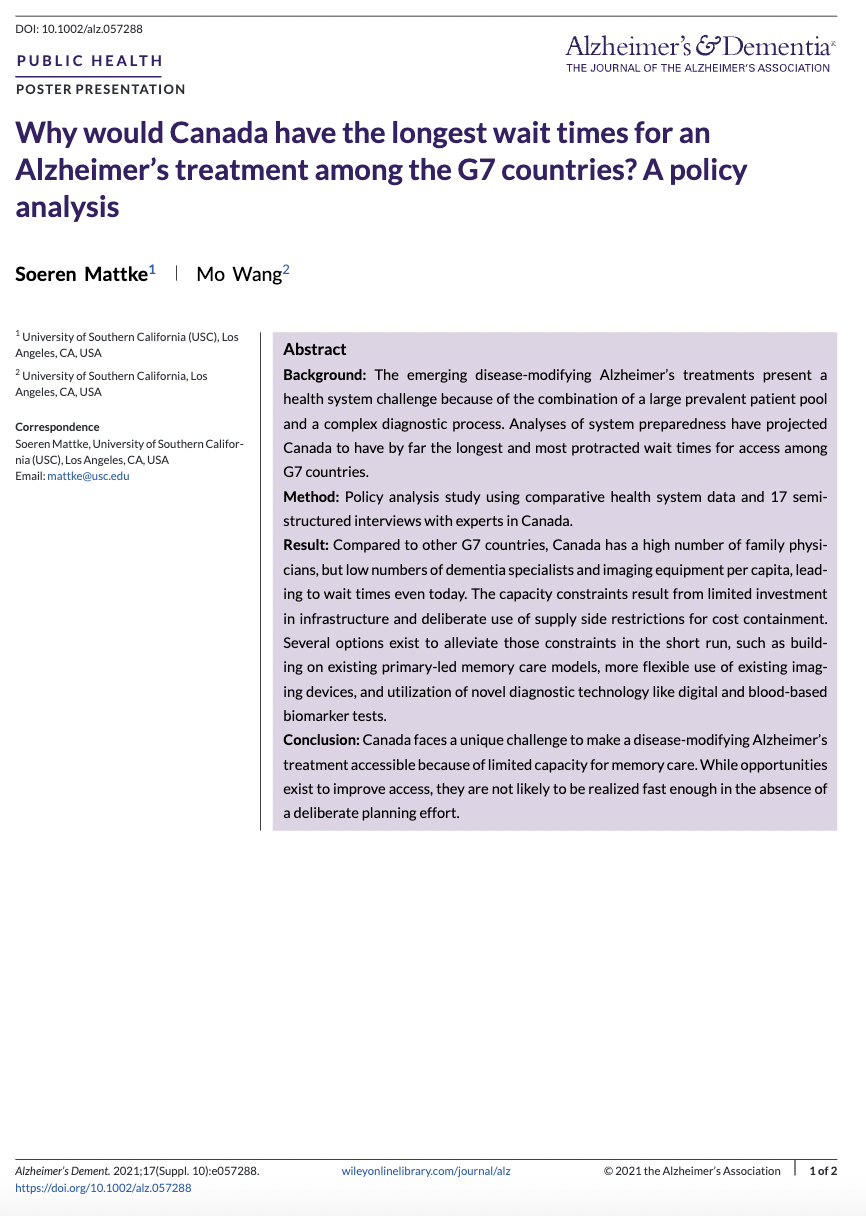 DOI: 10.1002/alz.057288
PUBLIC HEALTH
POSTER PRESENTATION
Alzheimer's & Dementia®
THE JOURNAL OF THE ALZHEIMER'S ASSOCIATION
Why would Canada have the longest wait times for an
Alzheimer's treatment among the G7 countries? A policy
analysis
Soeren Mattke1 | Mo Wang2
1 University of Southern California (USC), Los
Angeles, CA, USA
2 University of Southern California, Los
Angeles, CA, USA
Correspondence
Soeren Mattke, University of Southern Califor-
nia (USC), Los Angeles, CA, USA
Email: mattke@usc.edu
Abstract
Background: The emerging disease-modifying Alzheimer's treatments present a
health system challenge because of the combination of a large prevalent patient pool
and a complex diagnostic process. Analyses of system preparedness have projected
Canada to have by far the longest and most protracted wait times for access among
G7 countries.
Method: Policy analysis study using comparative health system data and 17 semi-
structured interviews with experts in Canada.
Result: Compared to other G7 countries, Canada has a high number of family physi-
cians, but low numbers of dementia specialists and imaging equipment per capita, lead-
ing to wait times even today. The capacity constraints result from limited investment
in infrastructure and deliberate use of supply side restrictions for cost containment.
Several options exist to alleviate those constraints in the short run, such as build-
ing on existing primary-led memory care models, more flexible use of existing imag-
ing devices, and utilization of novel diagnostic technology like digital and blood-based
biomarker tests.
Conclusion: Canada faces a unique challenge to make a disease-modifying Alzheimer's
treatment accessible because of limited capacity for memory care. While opportunities
exist to improve access, they are not likely to be realized fast enough in the absence of
a deliberate planning effort.
Alzheimer's Dement. 2021;17(Suppl. 10):e057288.
https://doi.org/10.1002/alz.057288
wileyonlinelibrary.com/journal/alz
© 2021 the Alzheimer's Association | 1 of 2